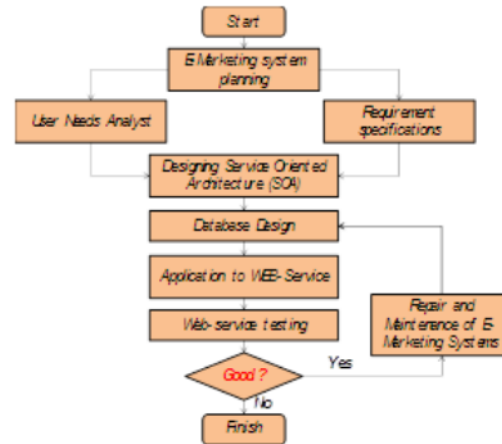 Start
E-Marketing system
planning
User Needs Analyst
Requirement
specifications
Designing Service Oriented
Architecture (SOA)
Database Design
Application to WEB-Service
Web-service testing
Repair and
Maintenance of E-
Marketing Systems
Good ?
Yes
No
Finish